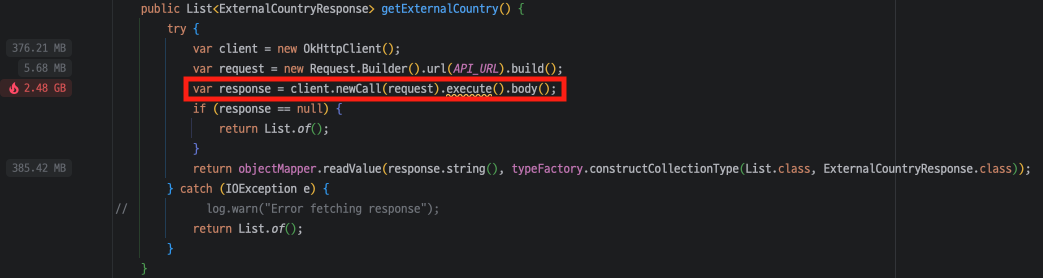 public List<ExternalCountryResponse> getExternalCountry() {
try {
376.21 MB var client = new OkHttpClient();
5.68 MB var request = new Request.Builder().url(API_URL).build();
2.48 GB var response = client.newCall(request).execute().body();
if (response == null) {
return List.of();
}
385.42 MB return objectMapper.readValue(response.string(), typeFactory.constructCollectionType(List.class, ExternalCountryResponse.class));
} catch (IOException e) {
// log.warn("Error fetching response");
return List.of();
}
}